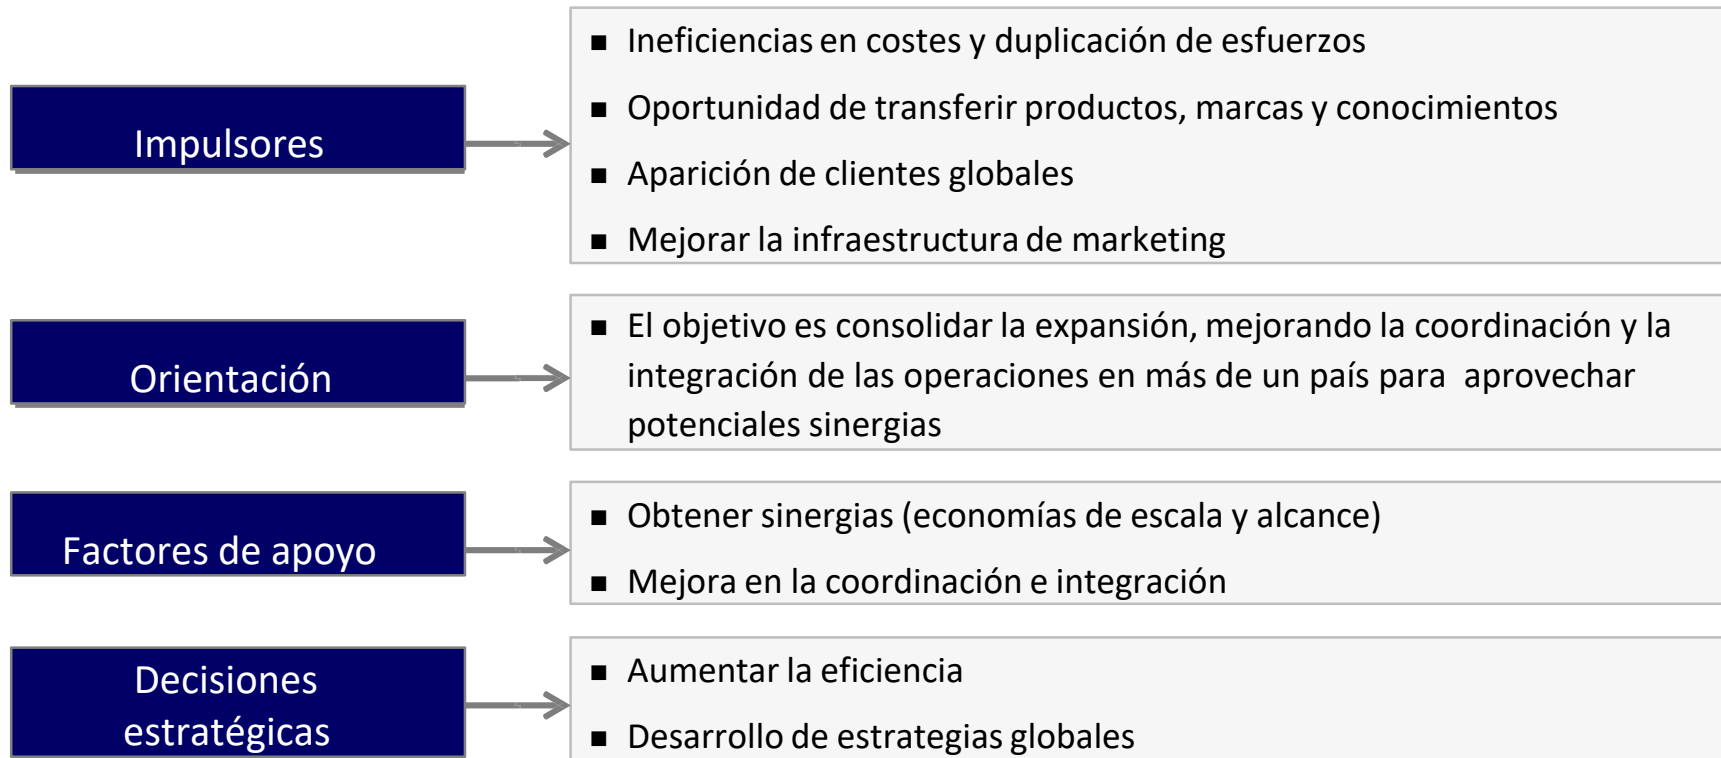 Impulsores
■ Ineficiencias en costes y duplicación de esfuerzos
■ Oportunidad de transferir productos, marcas y conocimientos
■ Aparición de clientes globales
■ Mejorar la infraestructura de marketing
Orientación
■ El objetivo es consolidar la expansión, mejorando la coordinación y la
integración de las operaciones en más de un país para aprovechar
potenciales sinergias
Factores de apoyo
■ Obtener sinergias (economías de escala y alcance)
■ Mejora en la coordinación e integración
Decisiones
estratégicas
■ Aumentar la eficiencia
■ Desarrollo de estrategias globales